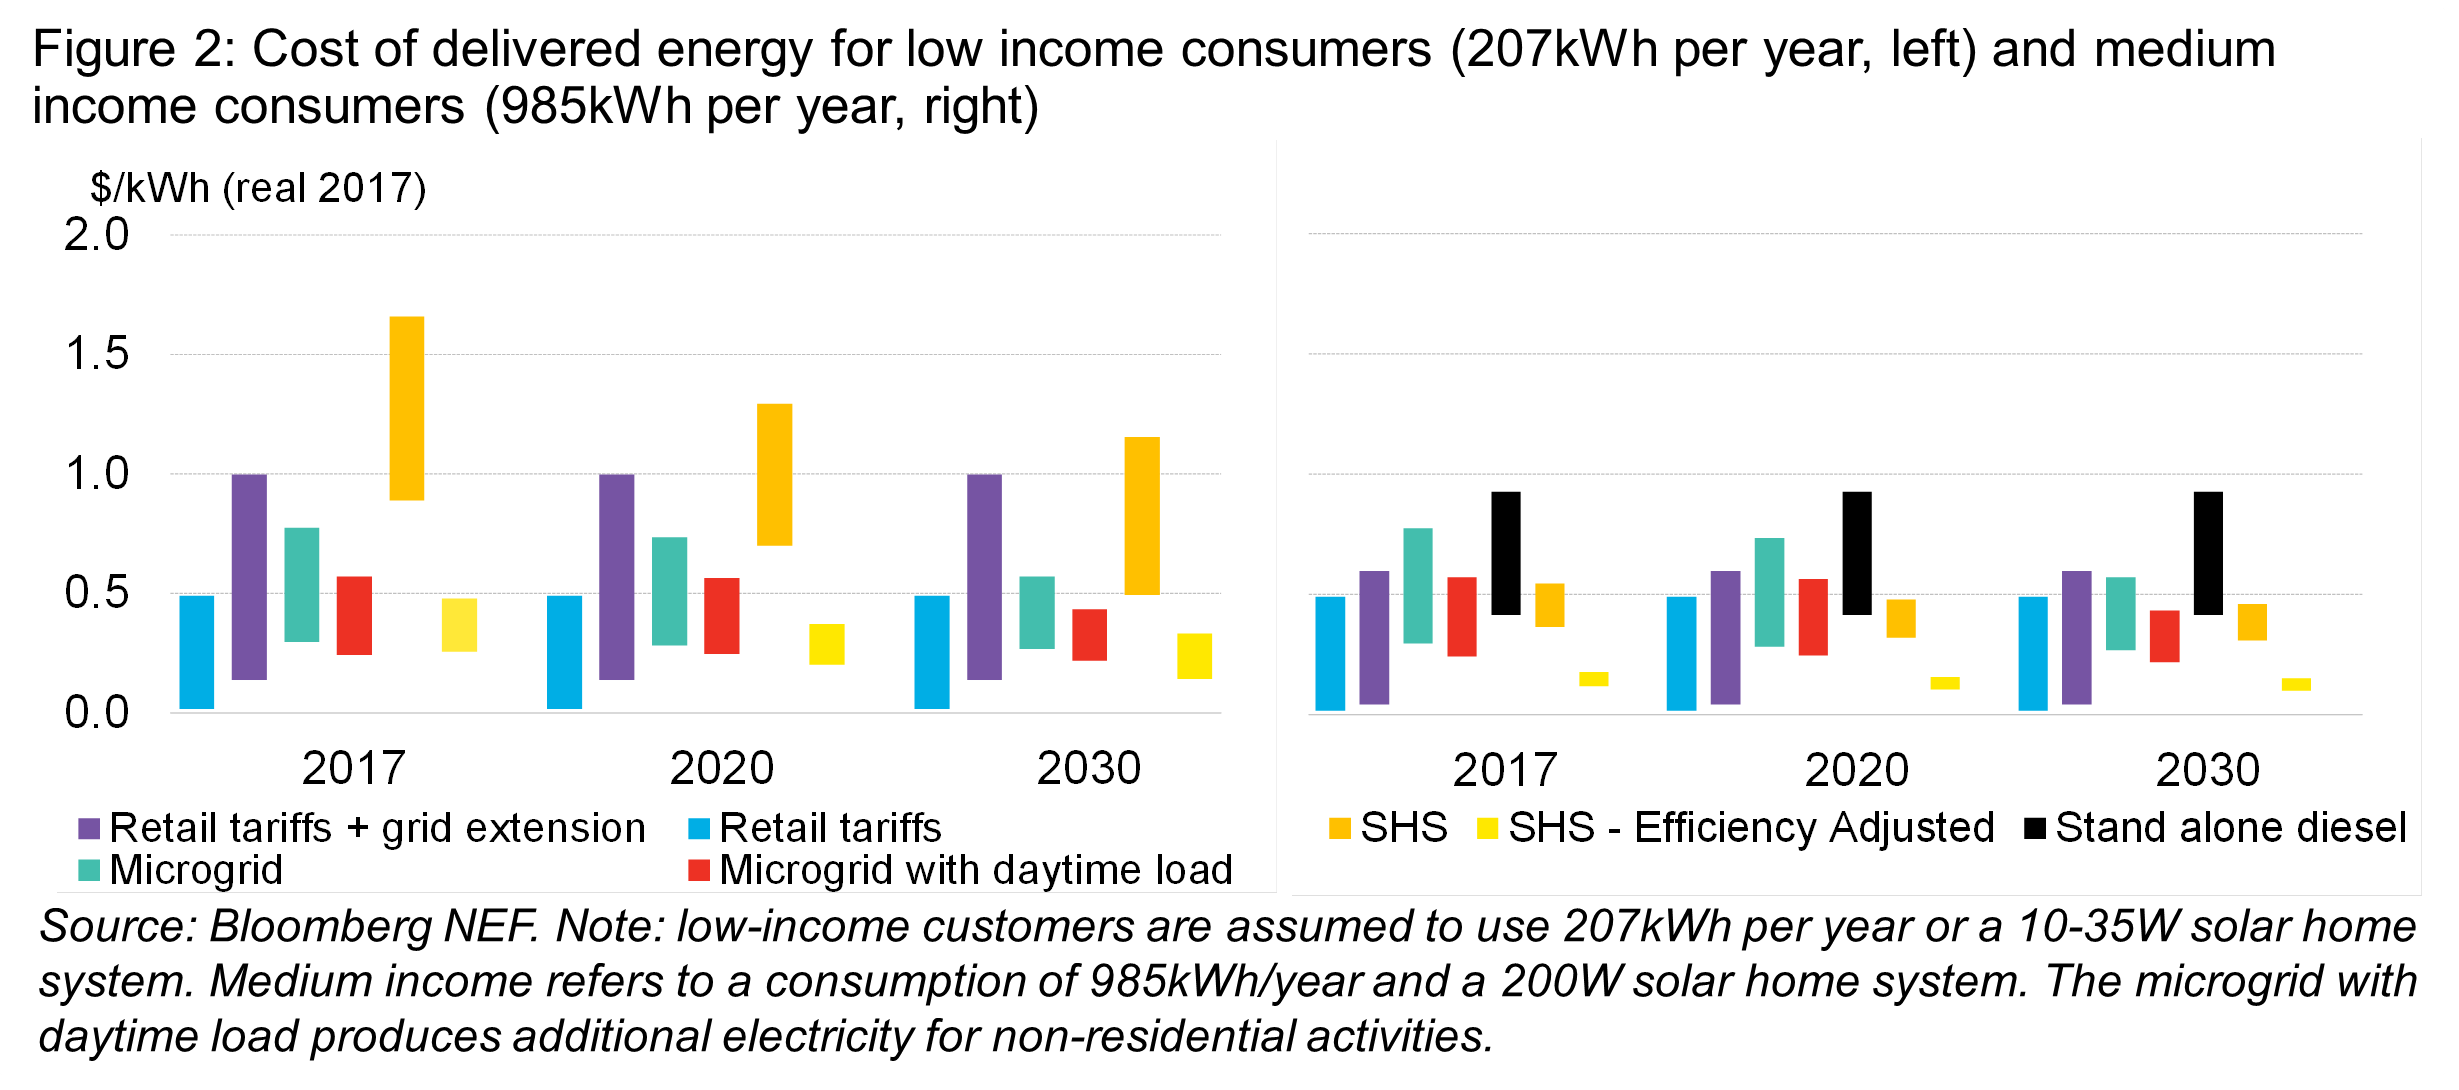 Figure 2: Cost of delivered energy for low income consumers (207kWh per year, left) and medium
income consumers (985kWh per year, right)
$/kWh (real 2017)
2.0
1.5
1.0
0.5
0.0
2017 2020 2030
2017 2020 2030
Retail tariffs + grid extension Retail tariffs
Microgrid Microgrid with daytime load
SHS SHS - Efficiency Adjusted Stand alone diesel
Source: Bloomberg NEF. Note: low-income customers are assumed to use 207kWh per year or a 10-35W solar home
system. Medium income refers to a consumption of 985kWh/year and a 200W solar home system. The microgrid with
daytime load produces additional electricity for non-residential activities.